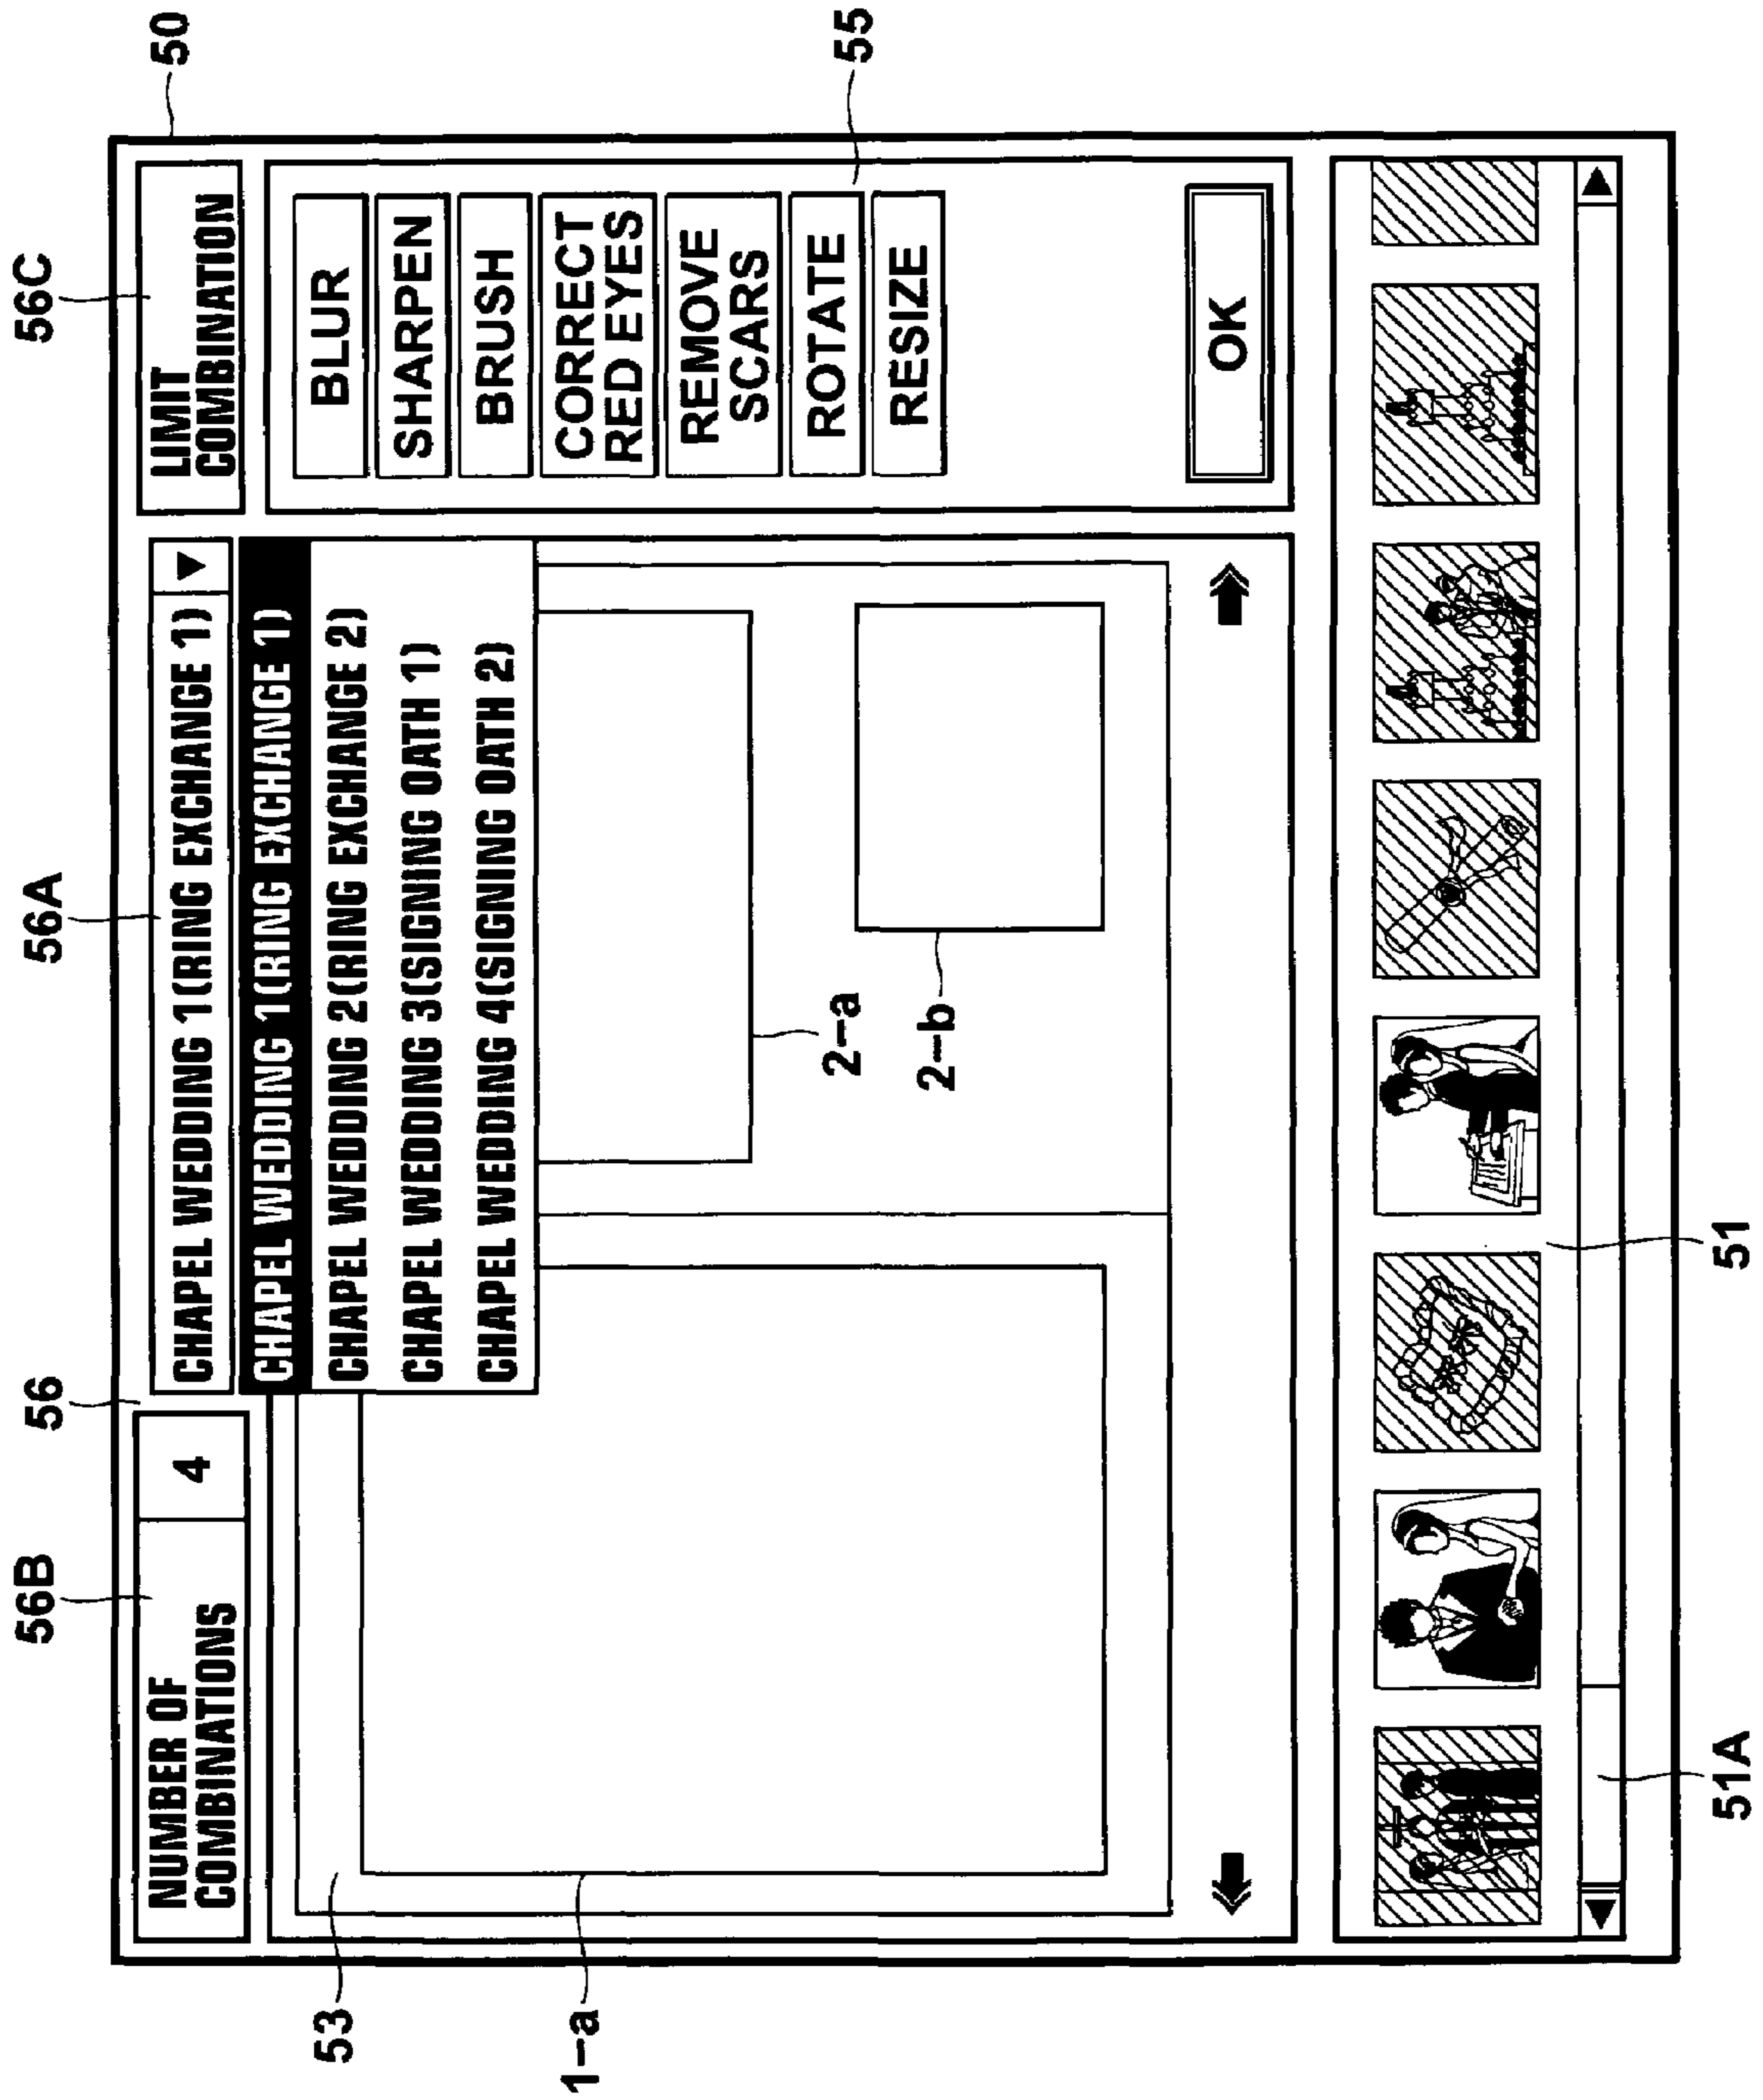 56B
56
56A
56C
50
NUMBER OF
COMBINATIONS
4
CHAPEL WEDDING 1(RING EXCHANGE 1)
▼
LIMIT
COMBINATION
CHAPEL WEDDING 1(RING EXCHANGE 1)
CHAPEL WEDDING 2(RING EXCHANGE 2)
CHAPEL WEDDING 3(SIGNING OATH 1)
CHAPEL WEDDING 4(SIGNING OATH 2)
53
1-a
2-a
2-b
BLUR
SHARPEN
BRUSH
CORRECT
RED EYES
REMOVE
SCARS
ROTATE
RESIZE
55
OK
51A
51